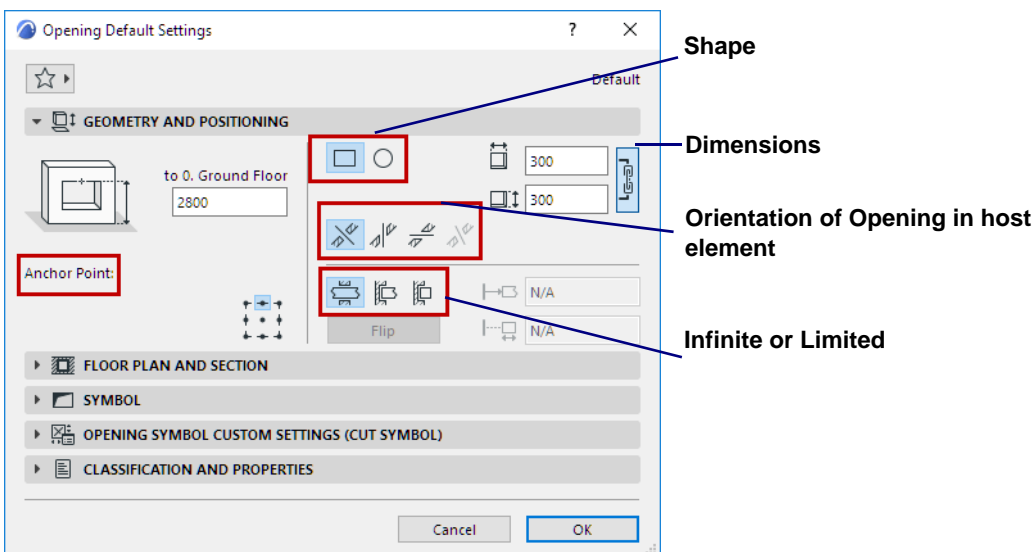 Opening Default Settings
?
Shape
Default
GEOMETRY AND POSITIONING
to 0. Ground Floor
2800
300
300
Dimensions
Orientation of Opening in host
element
Anchor Point:
N/A
Flip
N/A
Infinite or Limited
FLOOR PLAN AND SECTION
SYMBOL
OPENING SYMBOL CUSTOM SETTINGS (CUT SYMBOL)
CLASSIFICATION AND PROPERTIES
Cancel
OK